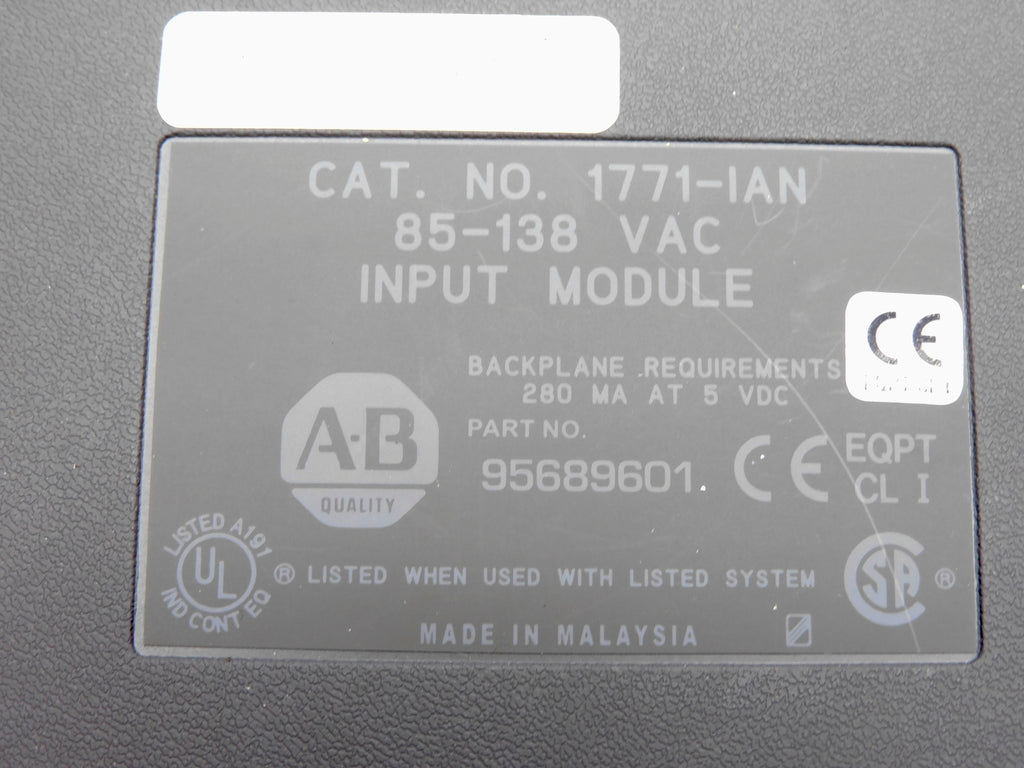 CAT. NO. 1771-IAN
85-138 VAC
INPUT MODULE
CE
BACKPLANE REQUIREMENTS
280 MA AT 5 VDC
A-B
QUALITY
PART NO.
95689601
CE EQPT
CL I
LISTED A191
UL
IND CONT EQ
® LISTED WHEN USED WITH LISTED SYSTEM
SA ®
MADE IN MALAYSIA